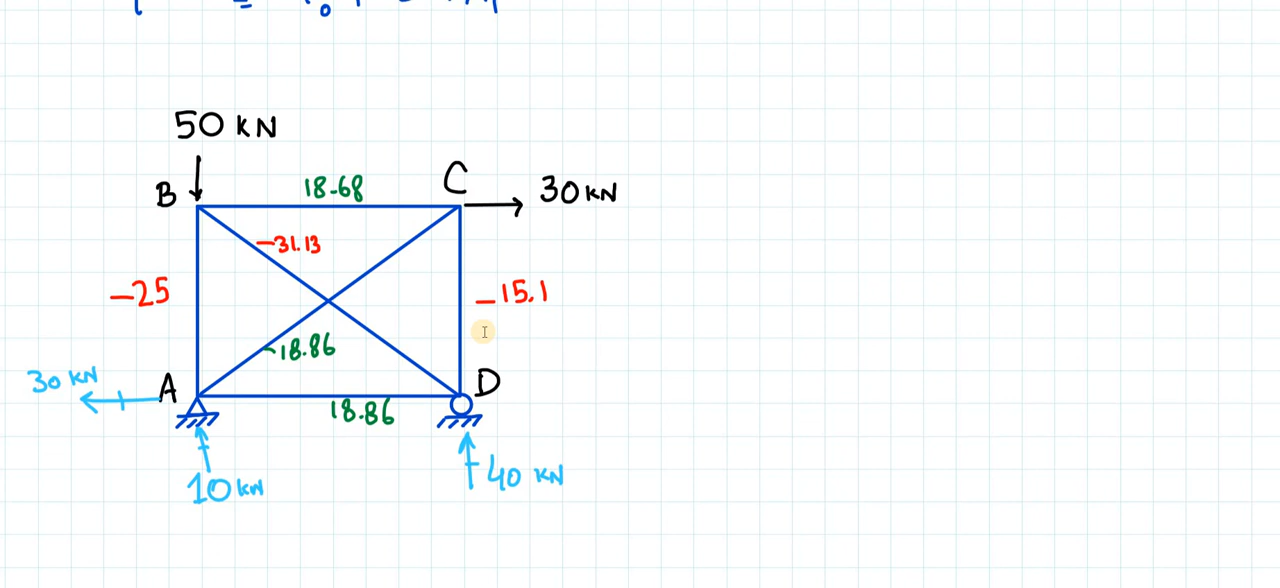 50 KN
B
18.68
C
30 KN
-31.13
-25
-15.1
18.86
30 KN
A
D
18.86
10 KN
40 KN